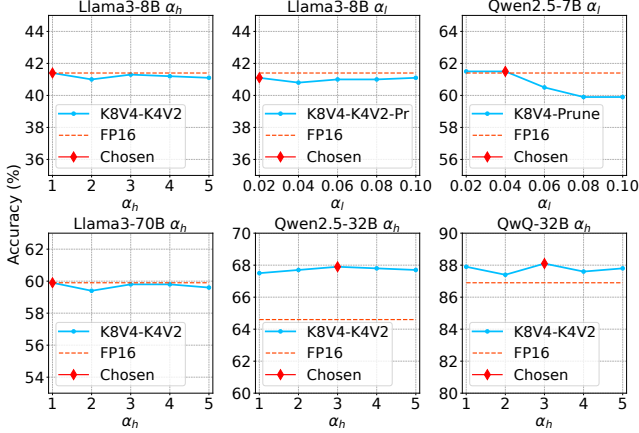 Accuracy (%)
Llama3-8B αh
44
42
40
38
36
1 2 3 4 5
αh
K8V4-K4V2
FP16
Chosen
Llama3-8B αl
44
42
40
38
36
0.02 0.04 0.06 0.08 0.10
αl
K8V4-K4V2-Pr
FP16
Chosen
Qwen2.5-7B αl
64
62
60
58
56
0.02 0.04 0.06 0.08 0.10
αl
K8V4-Prune
FP16
Chosen
Llama3-70B αh
62
60
58
56
54
1 2 3 4 5
αh
K8V4-K4V2
FP16
Chosen
Qwen2.5-32B αh
70
68
66
64
62
60
1 2 3 4 5
αh
K8V4-K4V2
FP16
Chosen
QwQ-32B αh
90
88
86
84
82
80
1 2 3 4 5
αh
K8V4-K4V2
FP16
Chosen